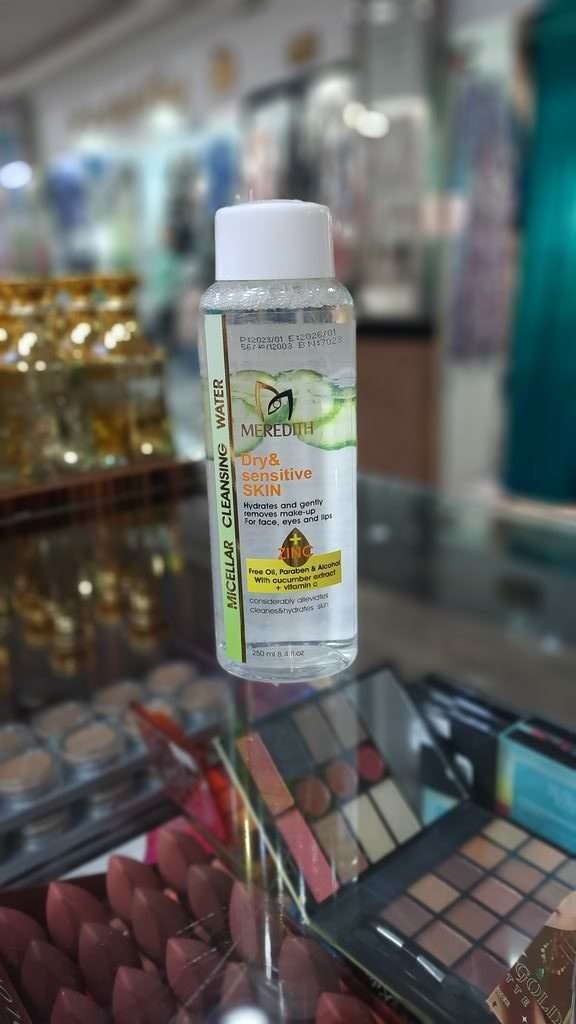 P:2023/01 E:2026/01
MEREDITH
MICELLAR CLEANSING WATER
Dry&
sensitive
SKIN
Hydrates and gently
removes make-up
For face, eyes and lips
+
ZINC
Free Oil, Paraben & Alcohol
With cucumber extract
+ vitamin c
considerably alleviates
cleanes&hydrates skin
250 ml 8.4 fl.oz
GOLD